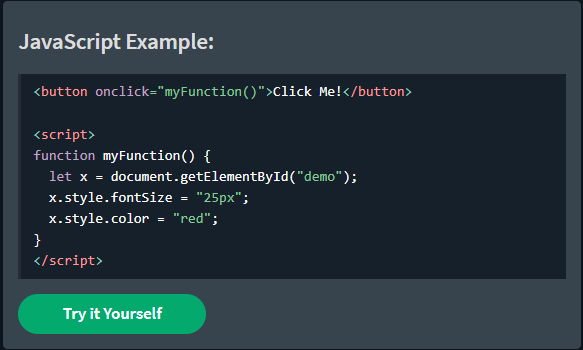 JavaScript Example:
<button onclick="myFunction()">Click Me!</button>
<script>
function myFunction() {
  let x = document.getElementById("demo");
  x.style.fontSize = "25px";
  x.style.color = "red";
}
</script>
Try it Yourself